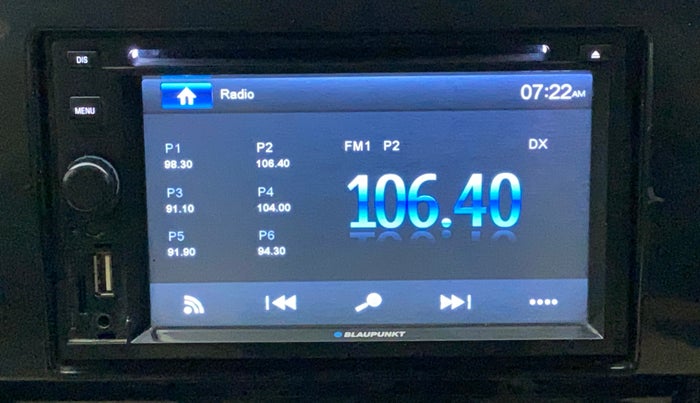 DIS
MENU
Radio
07:22AM
P1
98.30
P2
106.40
P3
91.10
P4
104.00
P5
91.90
P6
94.30
FM1 P2
DX
106.40
BLAUPUNKT